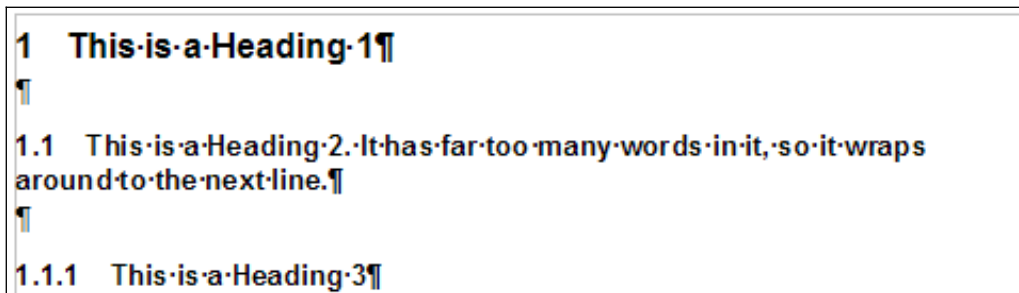 1 This·is·a·Heading·1¶
¶
1.1 This·is·a·Heading·2.·It·has·far·too·many·words·in·it,·so·it·wraps
around·to·the·next·line.¶
¶
1.1.1 This·is·a·Heading·3¶